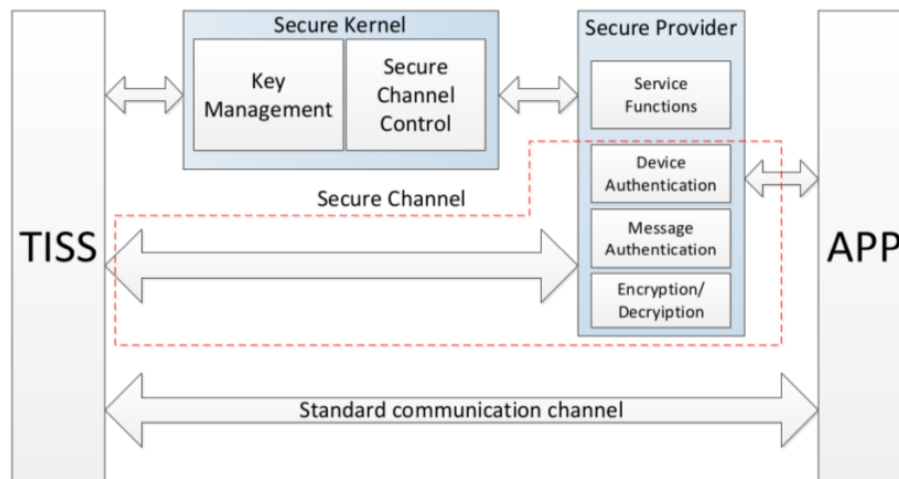 Secure Kernel
Key
Management
Secure
Channel
Control
Secure Provider
Service
Functions
Device
Authentication
Message
Authentication
Encryption/
Decryiption
Secure Channel
TISS
APP
Standard communication channel